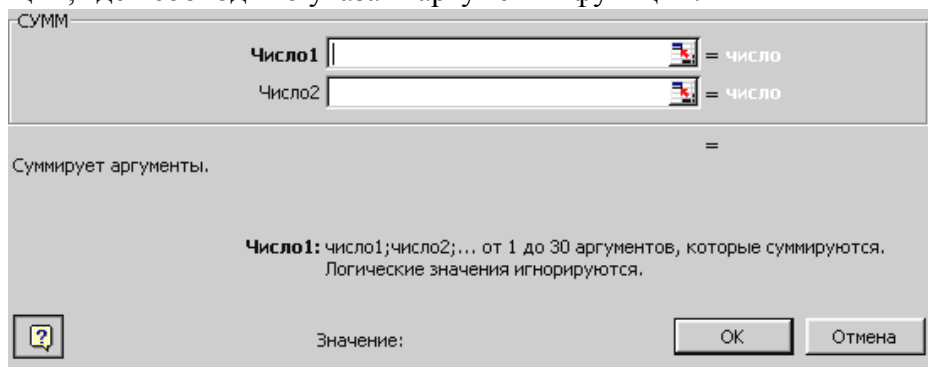 СУММ
Число1 = число
Число2 = число
=
Суммирует аргументы.
Число1: число1;число2;... от 1 до 30 аргументов, которые суммируются.
Логические значения игнорируются.
Значение:
OK
Отмена